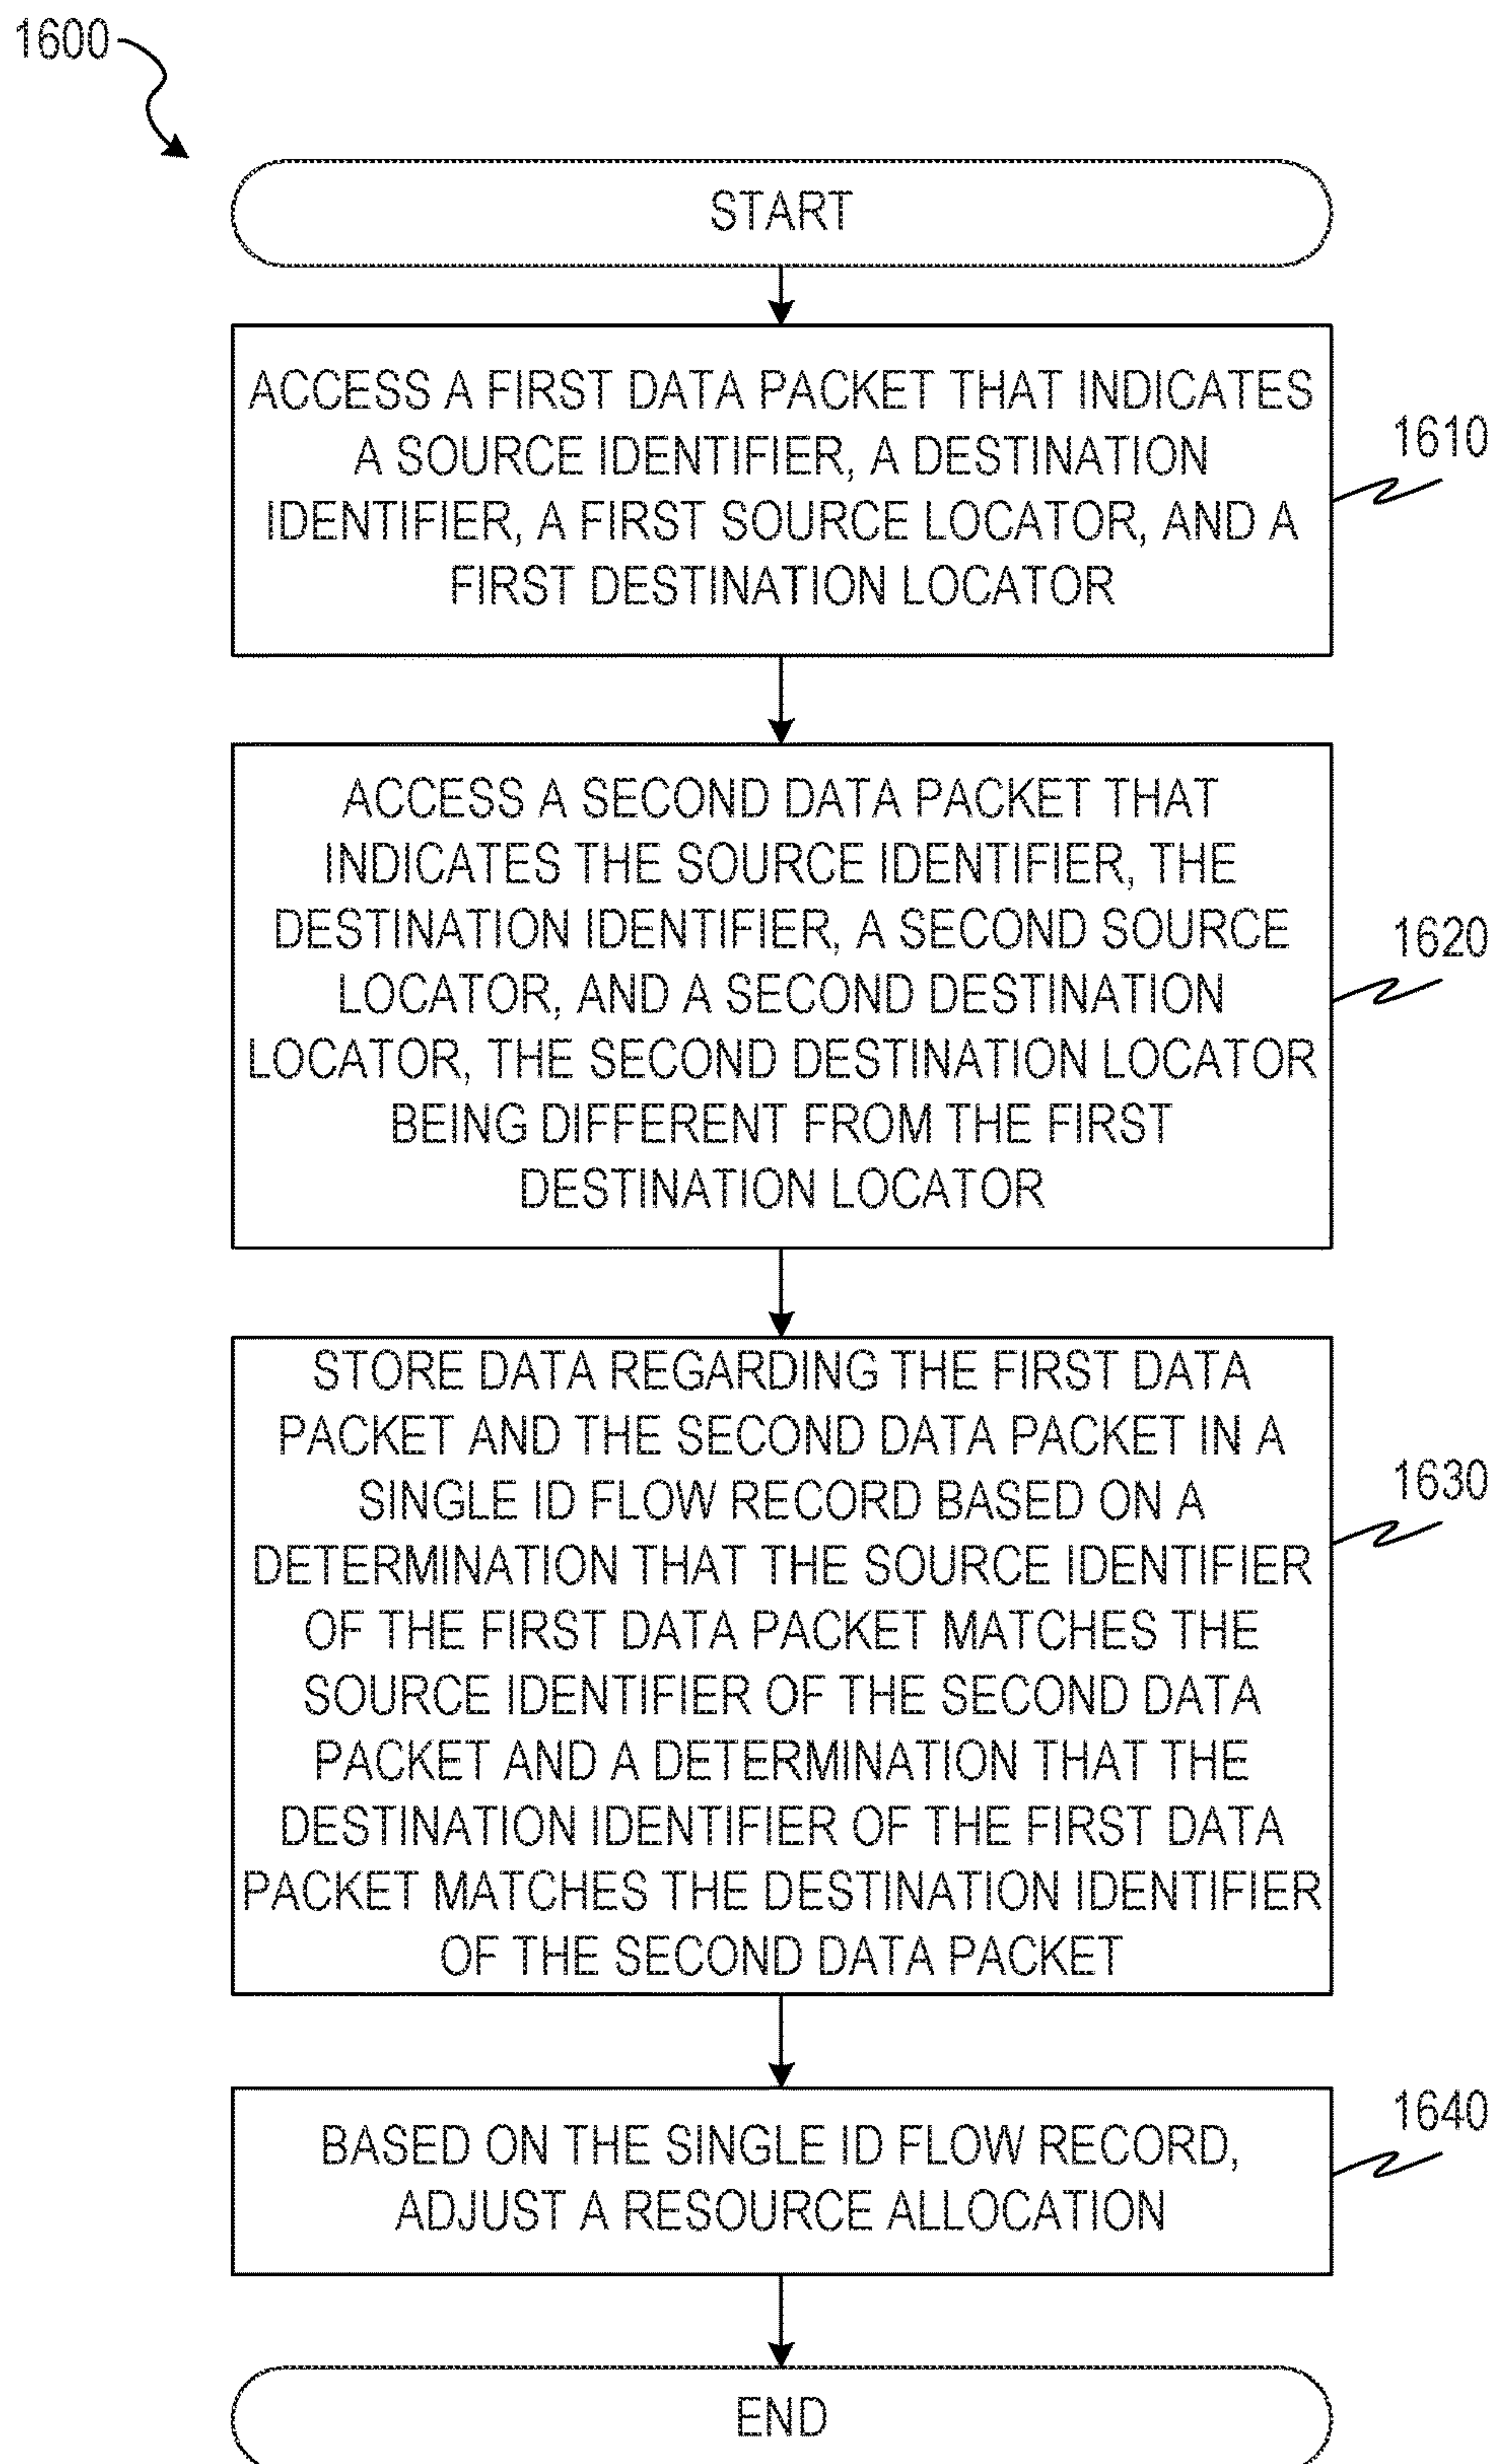 1600
START
ACCESS A FIRST DATA PACKET THAT INDICATES
A SOURCE IDENTIFIER, A DESTINATION
IDENTIFIER, A FIRST SOURCE LOCATOR, AND A
FIRST DESTINATION LOCATOR
1610
ACCESS A SECOND DATA PACKET THAT
INDICATES THE SOURCE IDENTIFIER, THE
DESTINATION IDENTIFIER, A SECOND SOURCE
LOCATOR, AND A SECOND DESTINATION
LOCATOR, THE SECOND DESTINATION LOCATOR
BEING DIFFERENT FROM THE FIRST
DESTINATION LOCATOR
1620
STORE DATA REGARDING THE FIRST DATA
PACKET AND THE SECOND DATA PACKET IN A
SINGLE ID FLOW RECORD BASED ON A
DETERMINATION THAT THE SOURCE IDENTIFIER
OF THE FIRST DATA PACKET MATCHES THE
SOURCE IDENTIFIER OF THE SECOND DATA
PACKET AND A DETERMINATION THAT THE
DESTINATION IDENTIFIER OF THE FIRST DATA
PACKET MATCHES THE DESTINATION IDENTIFIER
OF THE SECOND DATA PACKET
1630
BASED ON THE SINGLE ID FLOW RECORD,
ADJUST A RESOURCE ALLOCATION
1640
END